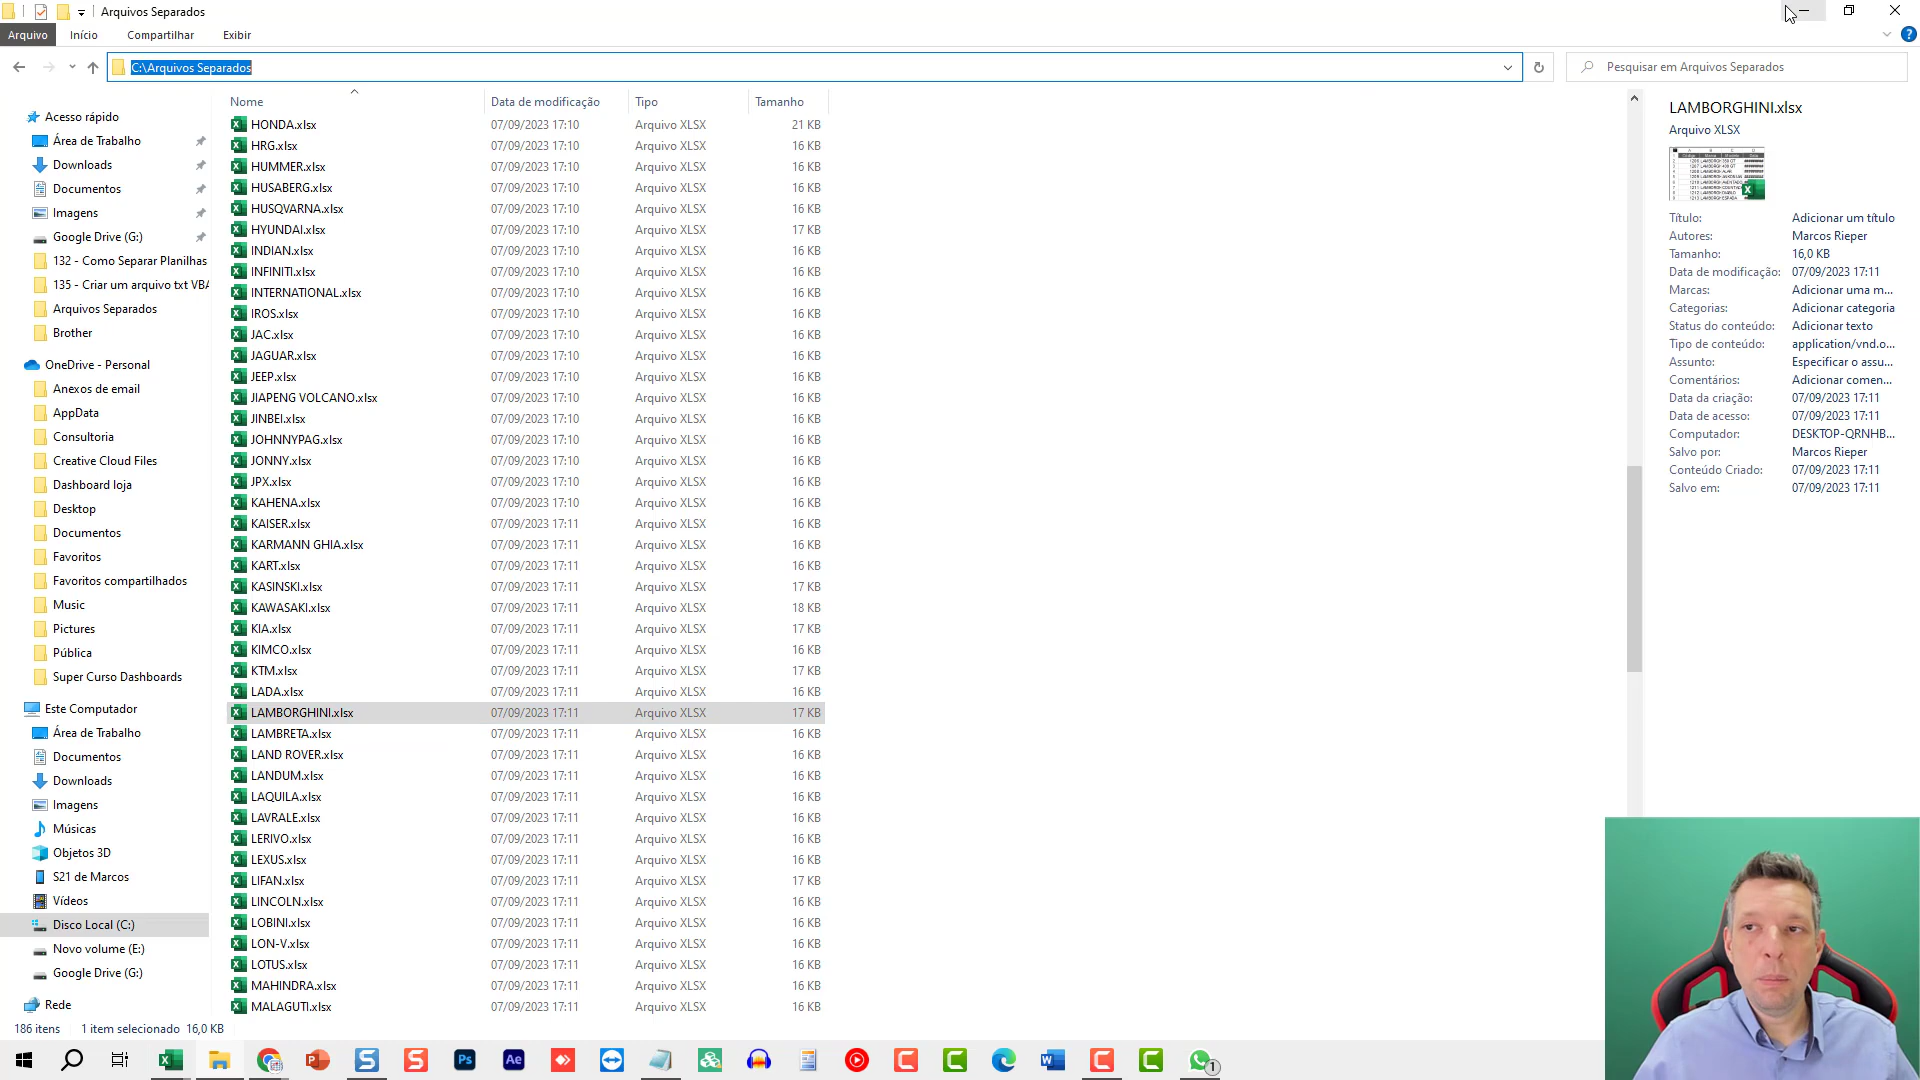 Arquivos Separados
Arquivo Início Compartilhar Exibir
C:\Arquivos Separados
Pesquisar em Arquivos Separados
Acesso rápido
Área de Trabalho
Downloads
Documentos
Imagens
Google Drive (G:)
132 - Como Separar Planilhas
135 - Criar um arquivo txt VBA
Arquivos Separados
Brother
OneDrive - Personal
Anexos de email
AppData
Consultoria
Creative Cloud Files
Dashboard loja
Desktop
Documentos
Favoritos
Favoritos compartilhados
Music
Pictures
Pública
Super Curso Dashboards
Este Computador
Área de Trabalho
Documentos
Downloads
Imagens
Músicas
Objetos 3D
S21 de Marcos
Vídeos
Disco Local (C:)
Novo volume (E:)
Google Drive (G:)
Rede
Nome Data de modificação Tipo Tamanho
HONDA.xlsx 07/09/2023 17:10 Arquivo XLSX 21 KB
HRG.xlsx 07/09/2023 17:10 Arquivo XLSX 16 KB
HUMMER.xlsx 07/09/2023 17:10 Arquivo XLSX 16 KB
HUSABERG.xlsx 07/09/2023 17:10 Arquivo XLSX 16 KB
HUSQVARNA.xlsx 07/09/2023 17:10 Arquivo XLSX 16 KB
HYUNDAI.xlsx 07/09/2023 17:10 Arquivo XLSX 17 KB
INDIAN.xlsx 07/09/2023 17:10 Arquivo XLSX 16 KB
INFINITI.xlsx 07/09/2023 17:10 Arquivo XLSX 16 KB
INTERNATIONAL.xlsx 07/09/2023 17:10 Arquivo XLSX 16 KB
IROS.xlsx 07/09/2023 17:10 Arquivo XLSX 16 KB
JAC.xlsx 07/09/2023 17:10 Arquivo XLSX 16 KB
JAGUAR.xlsx 07/09/2023 17:10 Arquivo XLSX 16 KB
JEEP.xlsx 07/09/2023 17:10 Arquivo XLSX 16 KB
JIAPENG VOLCANO.xlsx 07/09/2023 17:10 Arquivo XLSX 16 KB
JINBEI.xlsx 07/09/2023 17:10 Arquivo XLSX 16 KB
JOHNNYPAG.xlsx 07/09/2023 17:10 Arquivo XLSX 16 KB
JONNY.xlsx 07/09/2023 17:10 Arquivo XLSX 16 KB
JPX.xlsx 07/09/2023 17:10 Arquivo XLSX 16 KB
KAHENA.xlsx 07/09/2023 17:10 Arquivo XLSX 16 KB
KAISER.xlsx 07/09/2023 17:11 Arquivo XLSX 16 KB
KARMANN GHIA.xlsx 07/09/2023 17:11 Arquivo XLSX 16 KB
KART.xlsx 07/09/2023 17:11 Arquivo XLSX 16 KB
KASINSKI.xlsx 07/09/2023 17:11 Arquivo XLSX 17 KB
KAWASAKI.xlsx 07/09/2023 17:11 Arquivo XLSX 18 KB
KIA.xlsx 07/09/2023 17:11 Arquivo XLSX 17 KB
KIMCO.xlsx 07/09/2023 17:11 Arquivo XLSX 16 KB
KTM.xlsx 07/09/2023 17:11 Arquivo XLSX 17 KB
LADA.xlsx 07/09/2023 17:11 Arquivo XLSX 16 KB
LAMBORGHINI.xlsx 07/09/2023 17:11 Arquivo XLSX 17 KB
LAMBRETA.xlsx 07/09/2023 17:11 Arquivo XLSX 16 KB
LAND ROVER.xlsx 07/09/2023 17:11 Arquivo XLSX 16 KB
LANDUM.xlsx 07/09/2023 17:11 Arquivo XLSX 16 KB
LAQUILA.xlsx 07/09/2023 17:11 Arquivo XLSX 16 KB
LAVRALE.xlsx 07/09/2023 17:11 Arquivo XLSX 16 KB
LERIVO.xlsx 07/09/2023 17:11 Arquivo XLSX 16 KB
LEXUS.xlsx 07/09/2023 17:11 Arquivo XLSX 16 KB
LIFAN.xlsx 07/09/2023 17:11 Arquivo XLSX 17 KB
LINCOLN.xlsx 07/09/2023 17:11 Arquivo XLSX 16 KB
LOBINI.xlsx 07/09/2023 17:11 Arquivo XLSX 16 KB
LON-V.xlsx 07/09/2023 17:11 Arquivo XLSX 16 KB
LOTUS.xlsx 07/09/2023 17:11 Arquivo XLSX 16 KB
MAHINDRA.xlsx 07/09/2023 17:11 Arquivo XLSX 16 KB
MALAGUTI.xlsx 07/09/2023 17:11 Arquivo XLSX 16 KB
LAMBORGHINI.xlsx
Arquivo XLSX
Título: Adicionar um título
Autores: Marcos Rieper
Tamanho: 16,0 KB
Data de modificação: 07/09/2023 17:11
Marcas: Adicionar uma m...
Categorias: Adicionar categoria
Status do conteúdo: Adicionar texto
Tipo de conteúdo: application/vnd.o...
Assunto: Especificar o assu...
Comentários: Adicionar comen...
Data da criação: 07/09/2023 17:11
Data de acesso: 07/09/2023 17:11
Computador: DESKTOP-QRNHB...
Salvo por: Marcos Rieper
Conteúdo Criado: 07/09/2023 17:11
Salvo em: 07/09/2023 17:11
186 itens 1 item selecionado 16,0 KB
Ps Ae
1